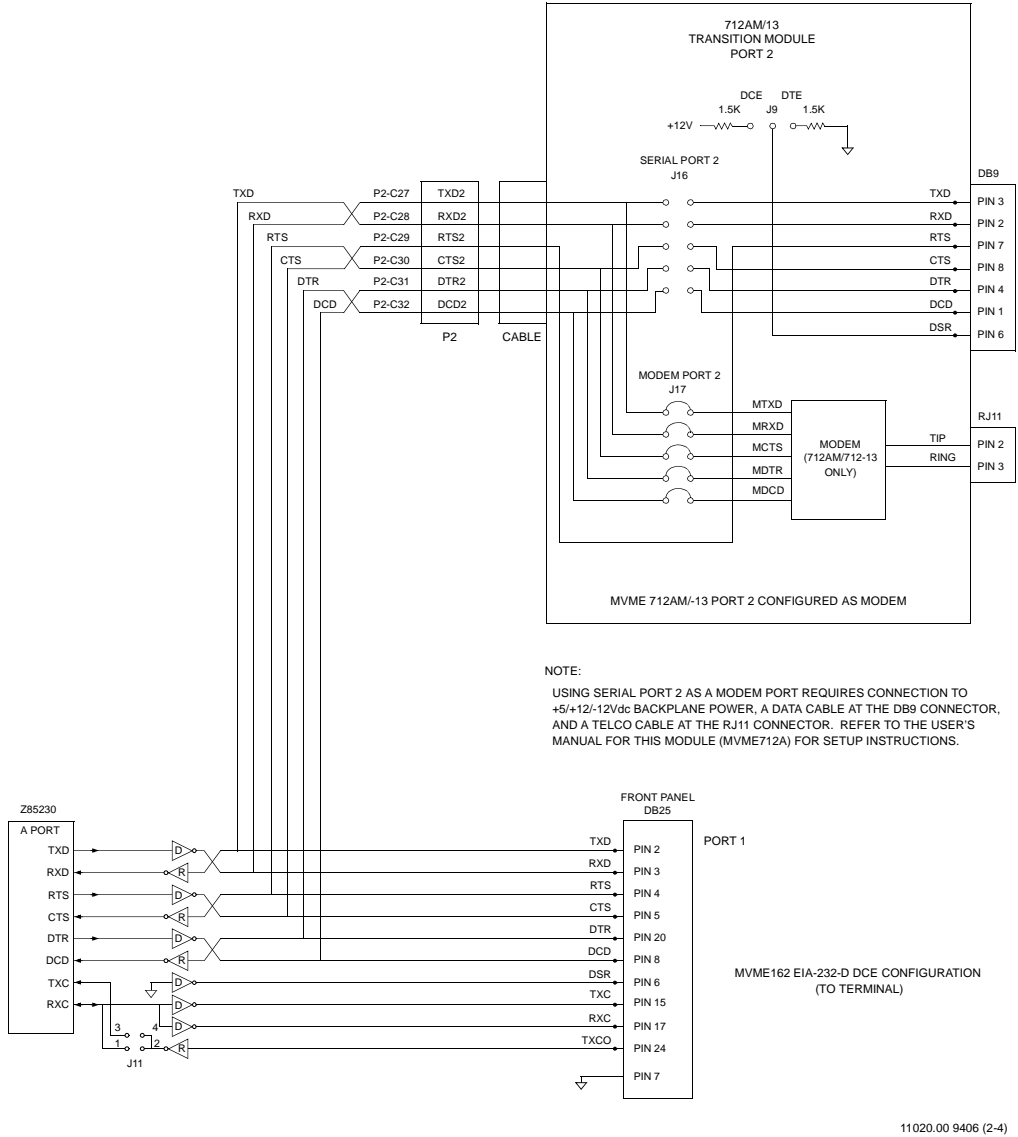 712AM/13
TRANSITION MODULE
PORT 2
DCE DTE
1.5K J9 1.5K
+12V
SERIAL PORT 2
J16
DB9
TXD P2-C27 TXD2 TXD PIN 3
RXD P2-C28 RXD2 RXD PIN 2
RTS P2-C29 RTS2 RTS PIN 7
CTS P2-C30 CTS2 CTS PIN 8
DTR P2-C31 DTR2 DTR PIN 4
DCD P2-C32 DCD2 DCD PIN 1
DSR PIN 6
P2 CABLE
MODEM PORT 2
J17
MTXD
MRXD
MCTS
MDTR
MDCD
MODEM
(712AM/712-13
ONLY)
RJ11
TIP PIN 2
RING PIN 3
MVME 712AM/-13 PORT 2 CONFIGURED AS MODEM
NOTE:
USING SERIAL PORT 2 AS A MODEM PORT REQUIRES CONNECTION TO
+5/+12/-12Vdc BACKPLANE POWER, A DATA CABLE AT THE DB9 CONNECTOR,
AND A TELCO CABLE AT THE RJ11 CONNECTOR. REFER TO THE USER'S
MANUAL FOR THIS MODULE (MVME712A) FOR SETUP INSTRUCTIONS.
FRONT PANEL
DB25
PORT 1
Z85230
A PORT
TXD D TXD PIN 2
RXD R RXD PIN 3
RTS D RTS PIN 4
CTS R CTS PIN 5
DTR D DTR PIN 20
DCD R DCD PIN 8
TXC D DSR PIN 6
RXC D TXC PIN 15
3 4 D RXC PIN 17
1 2 R TXCO PIN 24
J11
PIN 7
MVME162 EIA-232-D DCE CONFIGURATION
(TO TERMINAL)
11020.00 9406 (2-4)